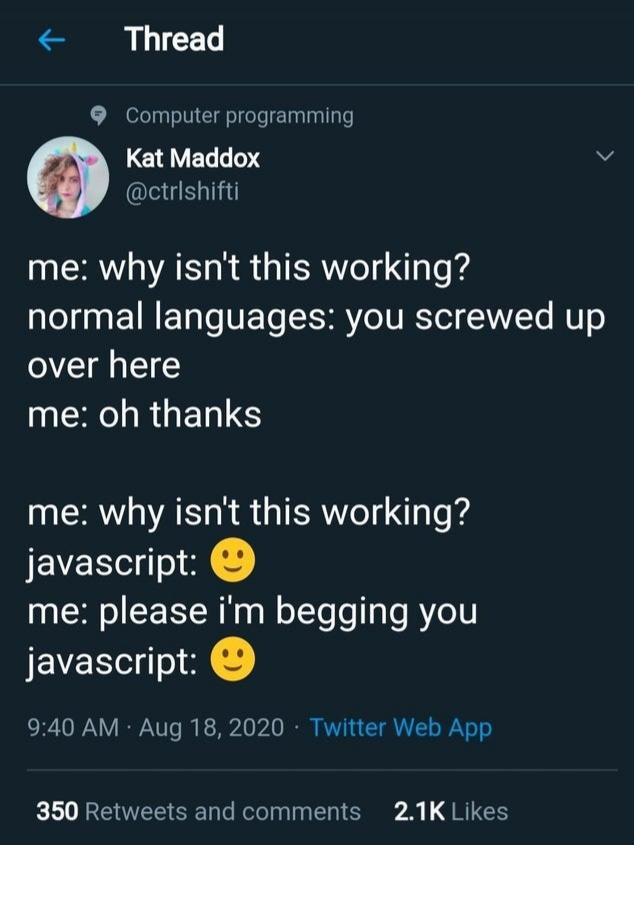 Thread
Computer programming
Kat Maddox
@ctrlshifti
me: why isn't this working?
normal languages: you screwed up
over here
me: oh thanks
me: why isn't this working?
javascript: 🙂
me: please i'm begging you
javascript: 🙂
9:40 AM · Aug 18, 2020 · Twitter Web App
350 Retweets and comments 2.1K Likes